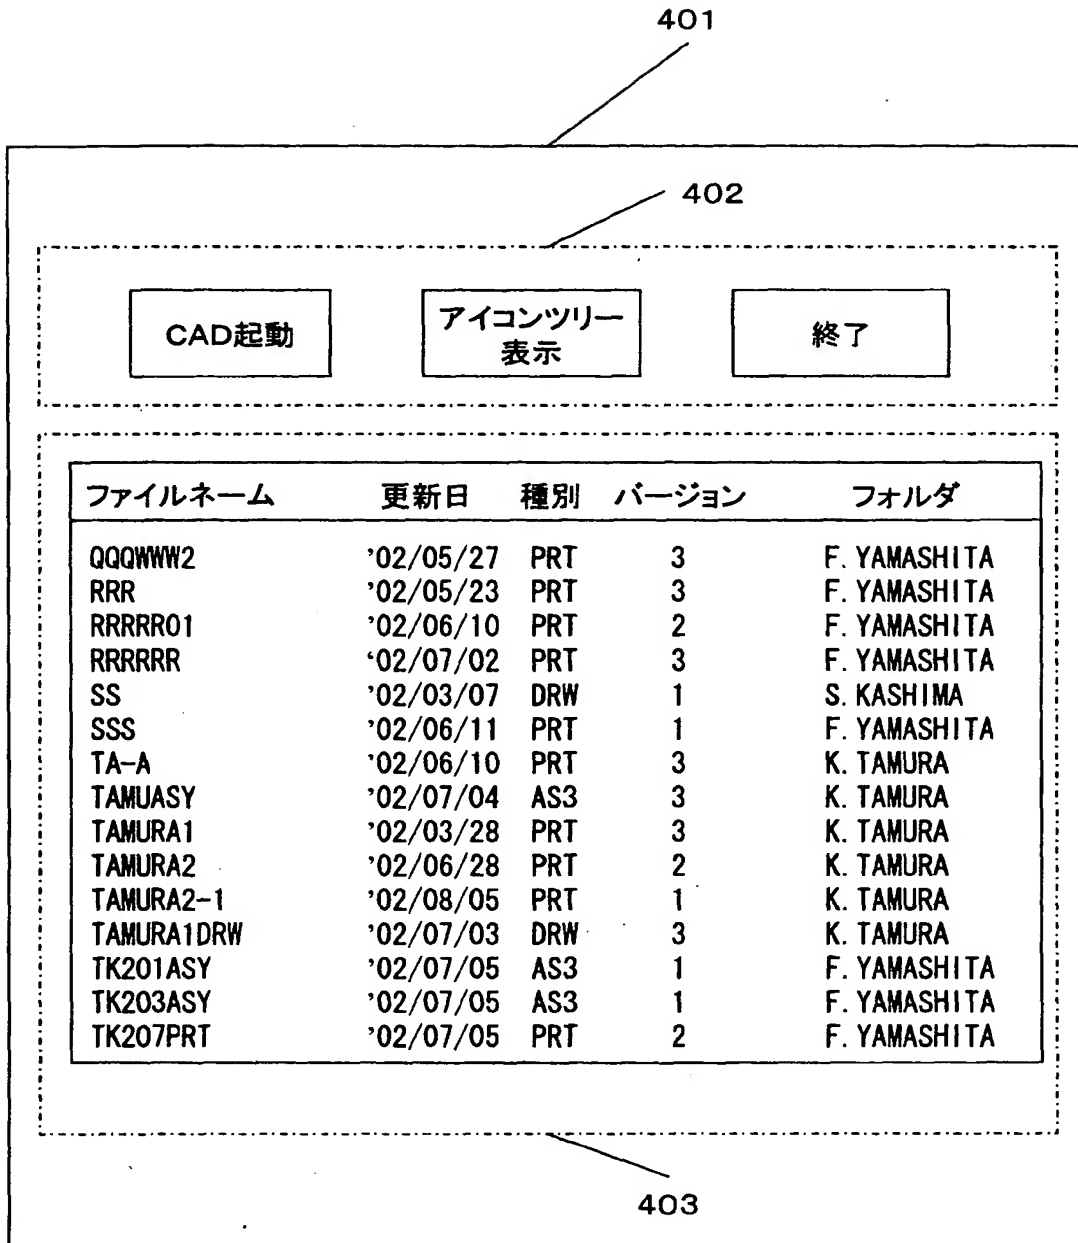 401
402
CAD起動
アイコンツリー
表示
終了
ファイルネーム 更新日 種別 バージョン フォルダ
QQQWWW2 '02/05/27 PRT 3 F. YAMASHITA
RRR '02/05/23 PRT 3 F. YAMASHITA
RRRRR01 '02/06/10 PRT 2 F. YAMASHITA
RRRRRR ‘02/07/02 PRT 3 F. YAMASHITA
SS '02/03/07 DRW 1 S. KASHIMA
SSS '02/06/11 PRT 1 F. YAMASHITA
TA-A '02/06/10 PRT 3 K. TAMURA
TAMUASY '02/07/04 AS3 3 K. TAMURA
TAMURA1 '02/03/28 PRT 3 K. TAMURA
TAMURA2 '02/06/28 PRT 2 K. TAMURA
TAMURA2-1 '02/08/05 PRT 1 K. TAMURA
TAMURA1DRW '02/07/03 DRW 3 K. TAMURA
TK201ASY '02/07/05 AS3 1 F. YAMASHITA
TK203ASY '02/07/05 AS3 1 F. YAMASHITA
TK207PRT '02/07/05 PRT 2 F. YAMASHITA
403